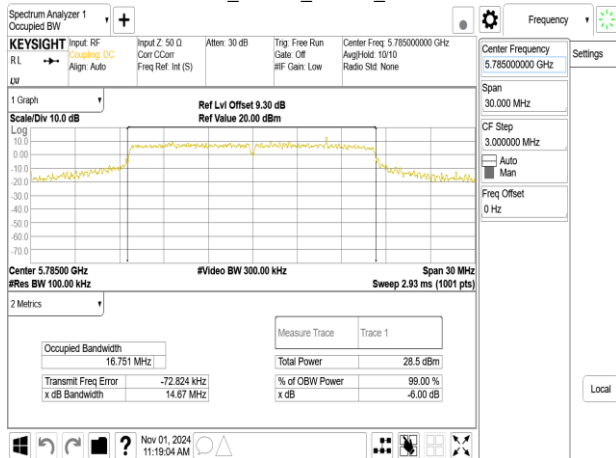 Spectrum Analyzer 1
Occupied BW
Frequency
KEYSIGHT
RL
LXI
Input: RF
Coupling: DC
Align: Auto
Input Z: 50 Ω
Corr CCorr
Freq Ref: Int (S)
Atten: 30 dB
Trig: Free Run
Gate: Off
#IF Gain: Low
Center Freq: 5.785000000 GHz
Avg|Hold: 10/10
Radio Std: None
Center Frequency
5.785000000 GHz
Settings
Span
30.000 MHz
CF Step
3.000000 MHz
Auto
Man
Freq Offset
0 Hz
Local
1 Graph
Scale/Div 10.0 dB
Ref Lvl Offset 9.30 dB
Ref Value 20.00 dBm
Log
10.0
0.00
-10.0
-20.0
-30.0
-40.0
-50.0
-60.0
-70.0
Center 5.78500 GHz
#Video BW 300.00 kHz
Span 30 MHz
#Res BW 100.00 kHz
Sweep 2.93 ms (1001 pts)
2 Metrics
Measure Trace
Trace 1
Occupied Bandwidth
16.751 MHz
Total Power
28.5 dBm
Transmit Freq Error
-72.824 kHz
% of OBW Power
99.00 %
x dB Bandwidth
14.67 MHz
x dB
-6.00 dB
?
Nov 01, 2024
11:19:04 AM